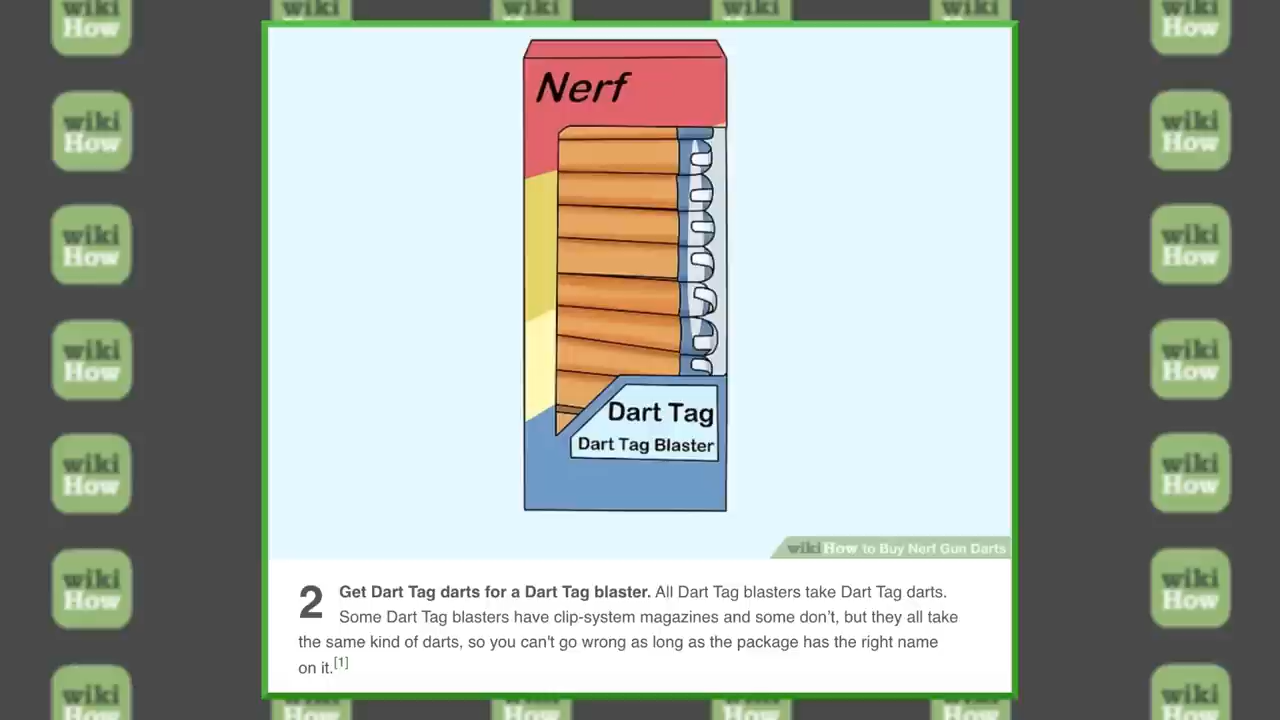 wiki
How
Nerf
Dart Tag
Dart Tag Blaster
wikiHow to Buy Nerf Gun Darts
2
Get Dart Tag darts for a Dart Tag blaster. All Dart Tag blasters take Dart Tag darts.
Some Dart Tag blasters have clip-system magazines and some don’t, but they all take
the same kind of darts, so you can't go wrong as long as the package has the right name
on it.[1]